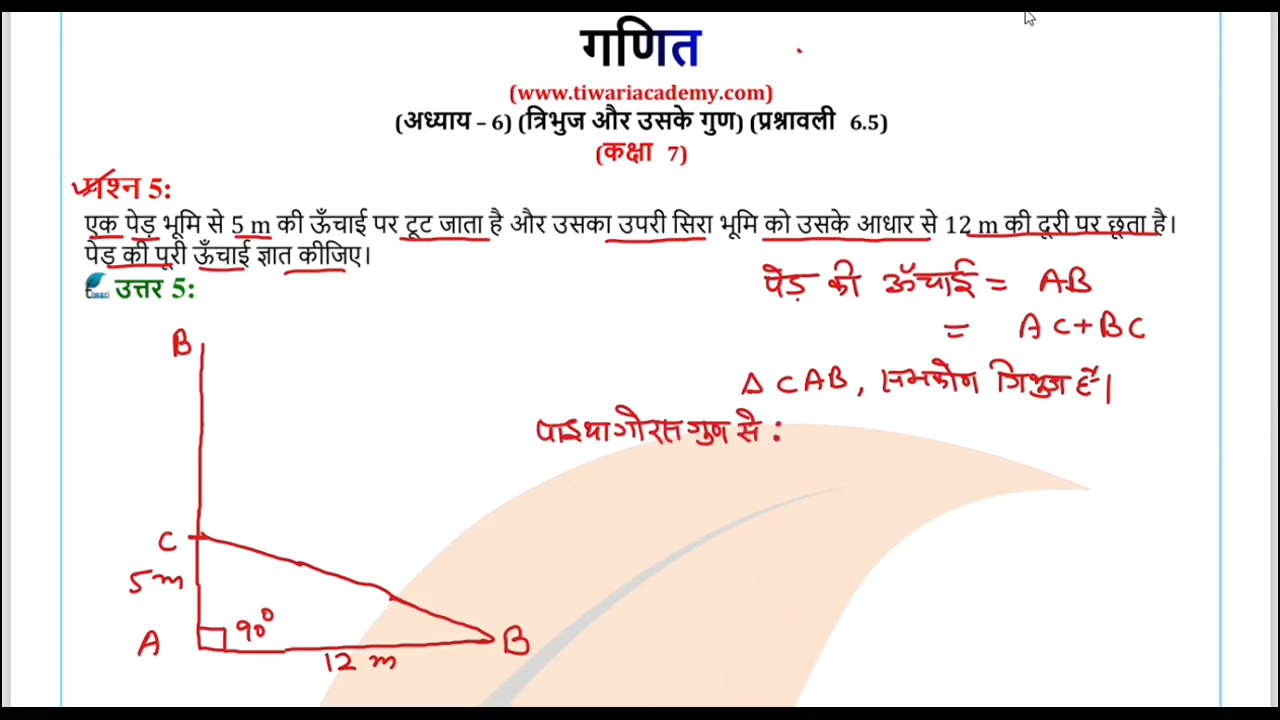 गणित
(www.tiwariacademy.com)
(अध्याय – 6) (त्रिभुज और उसके गुण) (प्रश्नावली 6.5)
(कक्षा 7)
प्रश्न 5:
एक पेड़ भूमि से 5 m की ऊँचाई पर टूट जाता है और उसका उपरी सिरा भूमि को उसके आधार से 12 m की दूरी पर छूता है।
पेड़ की पूरी ऊँचाई ज्ञात कीजिए।
उत्तर 5:
पेड़ की ऊँचाई = AB
= AC+BC
Δ CAB, समकोण त्रिभुज है।
पाइथागोरस गुण से :
B
C
5 m
A
90°
12 m
B